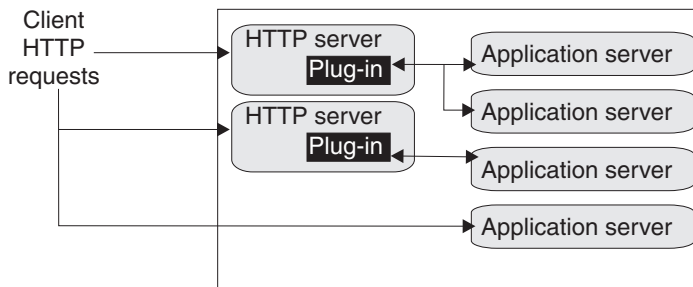 Client
HTTP
requests
HTTP server
Plug-in
HTTP server
Plug-in
Application server
Application server
Application server
Application server